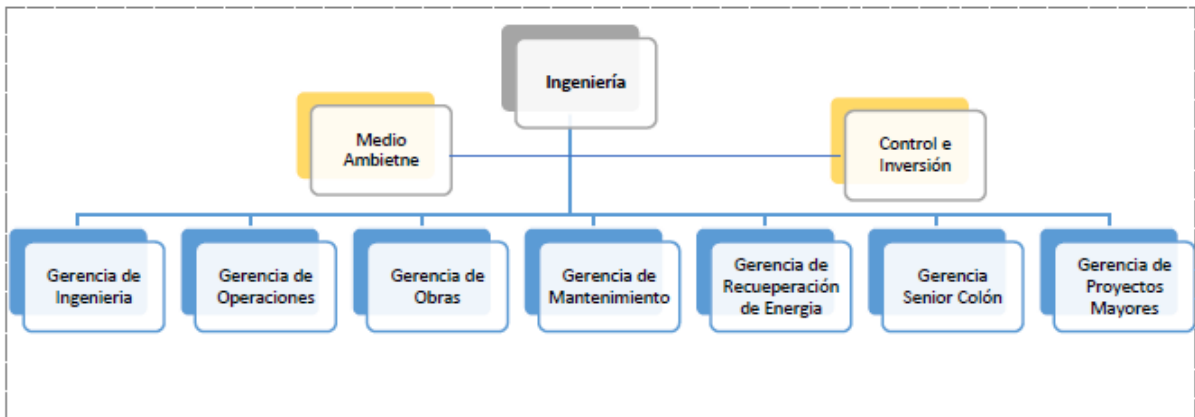 Ingeniería
Medio
Ambietne
Control e
Inversión
Gerencia de
Ingenieria
Gerencia de
Operaciones
Gerencia de
Obras
Gerencia de
Mantenimiento
Gerencia de
Recueperación
de Energia
Gerencia
Senior Colón
Gerencia de
Proyectos
Mayores